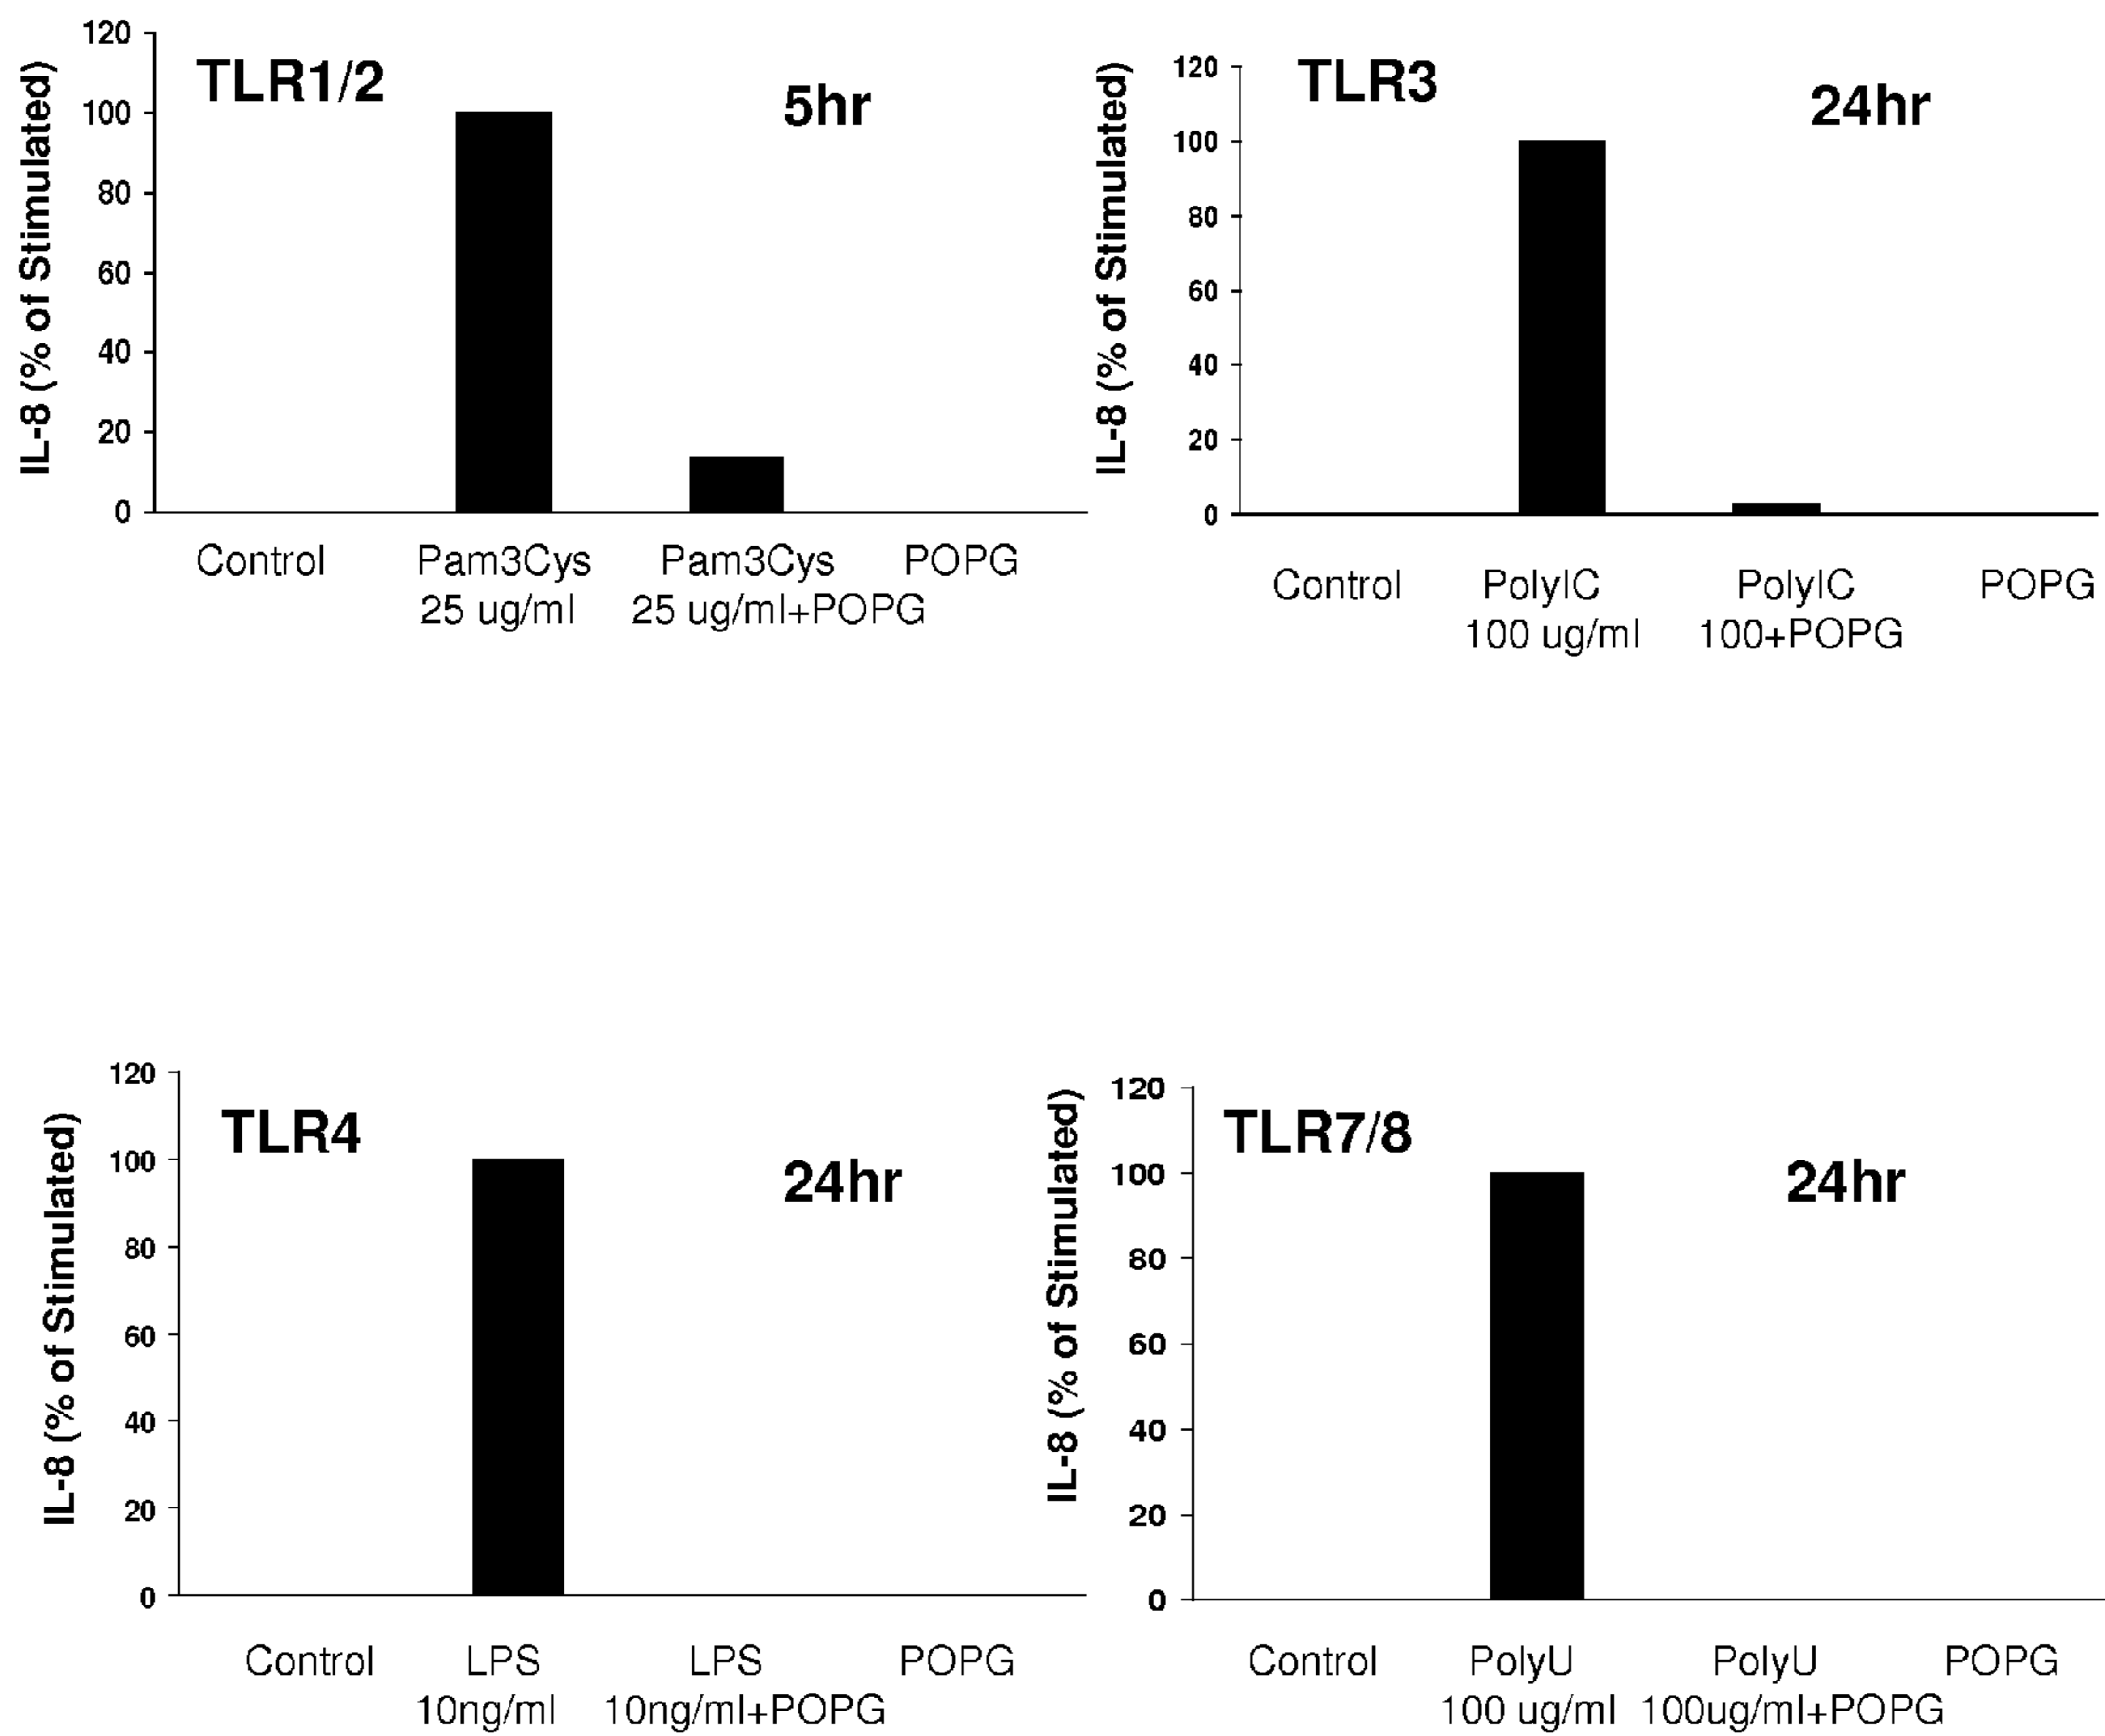 IL-8 (% of Stimulated)
120
100
80
60
40
20
0
TLR1/2
5hr
Control
Pam3Cys
25 ug/ml
Pam3Cys
25 ug/ml+POPG
POPG
IL-8 (% of Stimulated)
120
100
80
60
40
20
0
TLR3
24hr
Control
PolyIC
100 ug/ml
PolyIC
100+POPG
POPG
IL-8 (% of Stimulated)
120
100
80
60
40
20
0
TLR4
24hr
Control
LPS
10ng/ml
LPS
10ng/ml+POPG
POPG
IL-8 (% of Stimulated)
120
100
80
60
40
20
0
TLR7/8
24hr
Control
PolyU
100 ug/ml
PolyU
100ug/ml+POPG
POPG